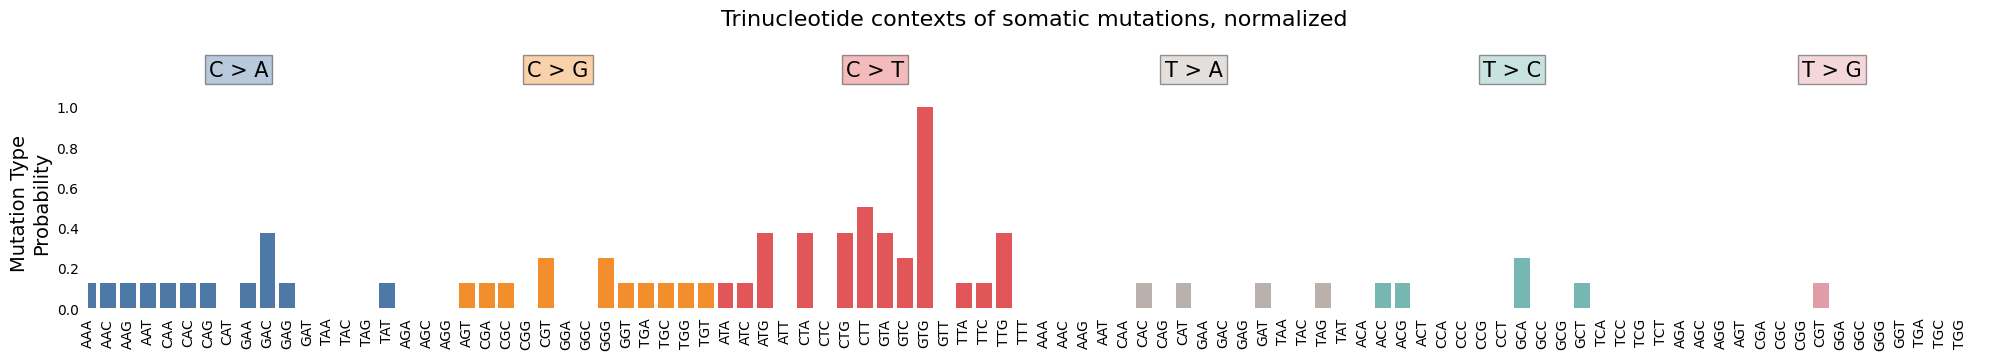 Trinucleotide contexts of somatic mutations, normalized
C > A C > G C > T T > A T > C T > G
Mutation Type
Probability
1.0
0.8
0.6
0.4
0.2
0.0
AAA AAC AAG AAT CAA CAC CAG CAT GAA GAC GAG GAT TAA TAC TAG TAT AGA AGC AGG AGT CGA CGC CGG CGT GGA GGC GGG GGT TGA TGC TGG TGT ATA ATC ATG ATT CTA CTC CTG CTT GTA GTC GTG GTT TTA TTC TTG TTT AAA AAC AAG AAT CAA CAC CAG CAT GAA GAC GAG GAT TAA TAC TAG TAT ACA ACC ACG ACT CCA CCC CCG CCT GCA GCC GCG GCT TCA TCC TCG TCT AGA AGC AGG AGT CGA CGC CGG CGT GGA GGC GGG GGT TGA TGC TGG